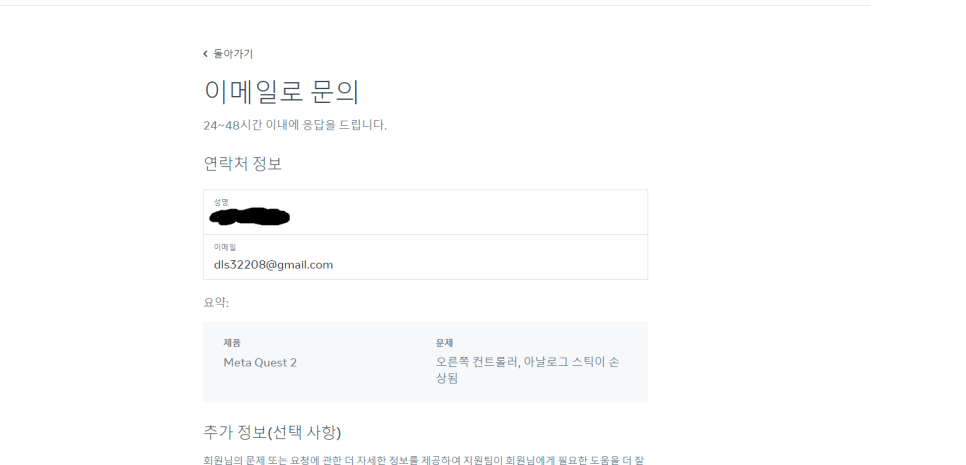 돌아가기
이메일로 문의
24~48시간 이내에 응답을 드립니다.
연락처 정보
성명
이메일
dls32208@gmail.com
요약:
제품
Meta Quest 2
문제
오른쪽 컨트롤러, 아날로그 스틱이 손
상됨
추가 정보(선택 사항)
회원님의 문제 또는 요청에 관한 더 자세한 정보를 제공하여 지원팀이 회원님에게 필요한 도움을 더 잘